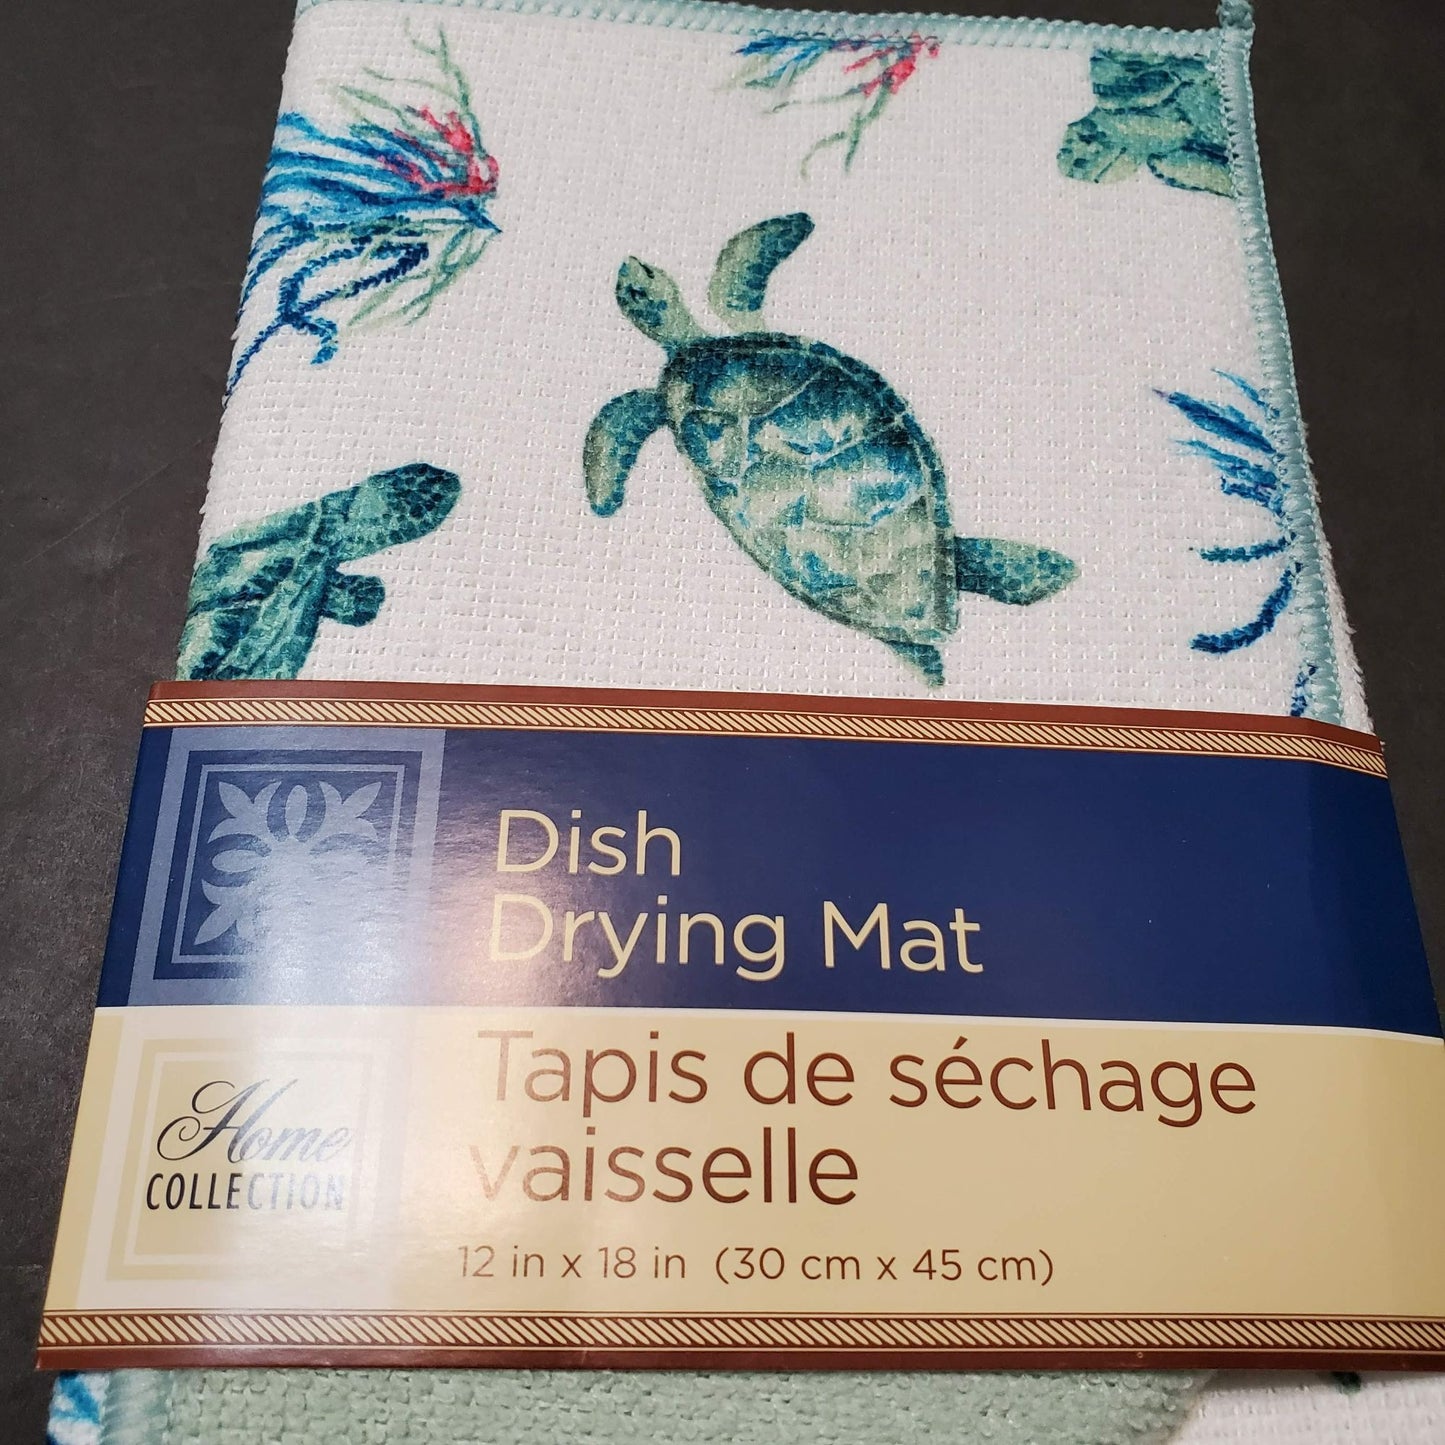 Dish
Drying Mat
Tapis de séchage
vaisselle
12 in x 18 in (30 cm x 45 cm)
Home
COLLECTION